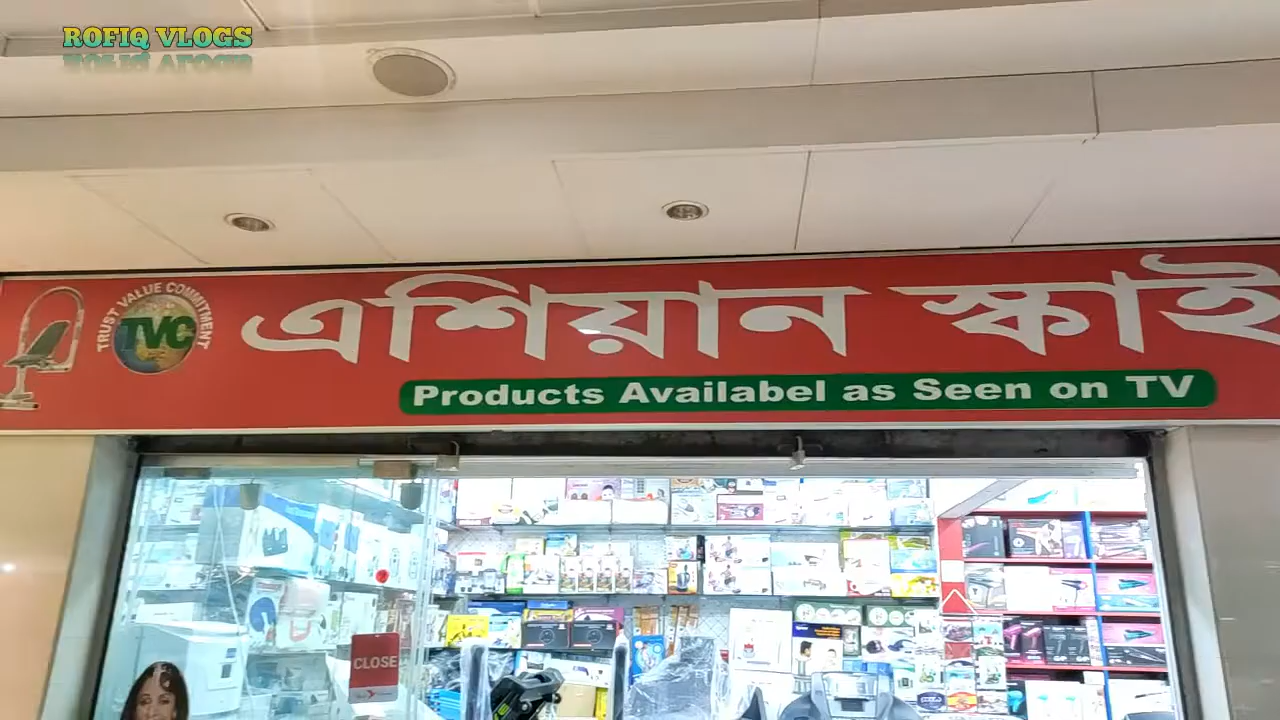 ROFIQ VLOGS
TRUST VALUE COMMITMENT
TVC
এশিয়ান স্কাই
Products Availabel as Seen on TV
CLOSE